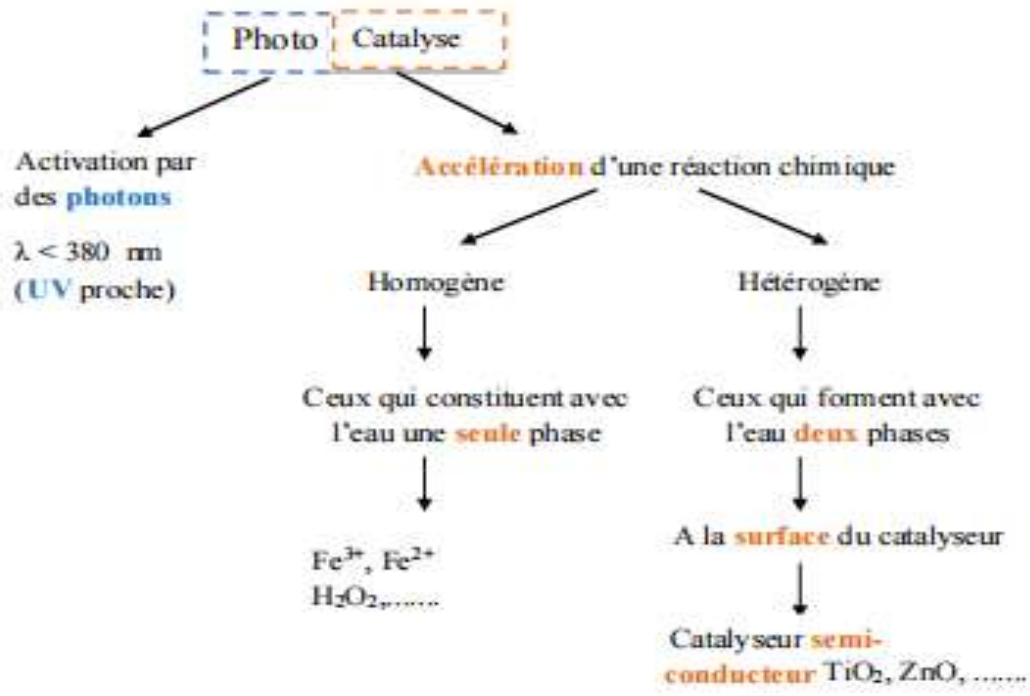 Photo Catalyse
Activation par
des photons
λ < 380 nm
(UV proche)
Accélération d'une réaction chimique
Homogène
Hétérogène
Ceux qui constituent avec
l'eau une seule phase
Ceux qui forment avec
l'eau deux phases
Fe³⁺, Fe²⁺
H₂O₂,.......
A la surface du catalyseur
Catalyseur semi-
conducteur TiO₂, ZnO, ......